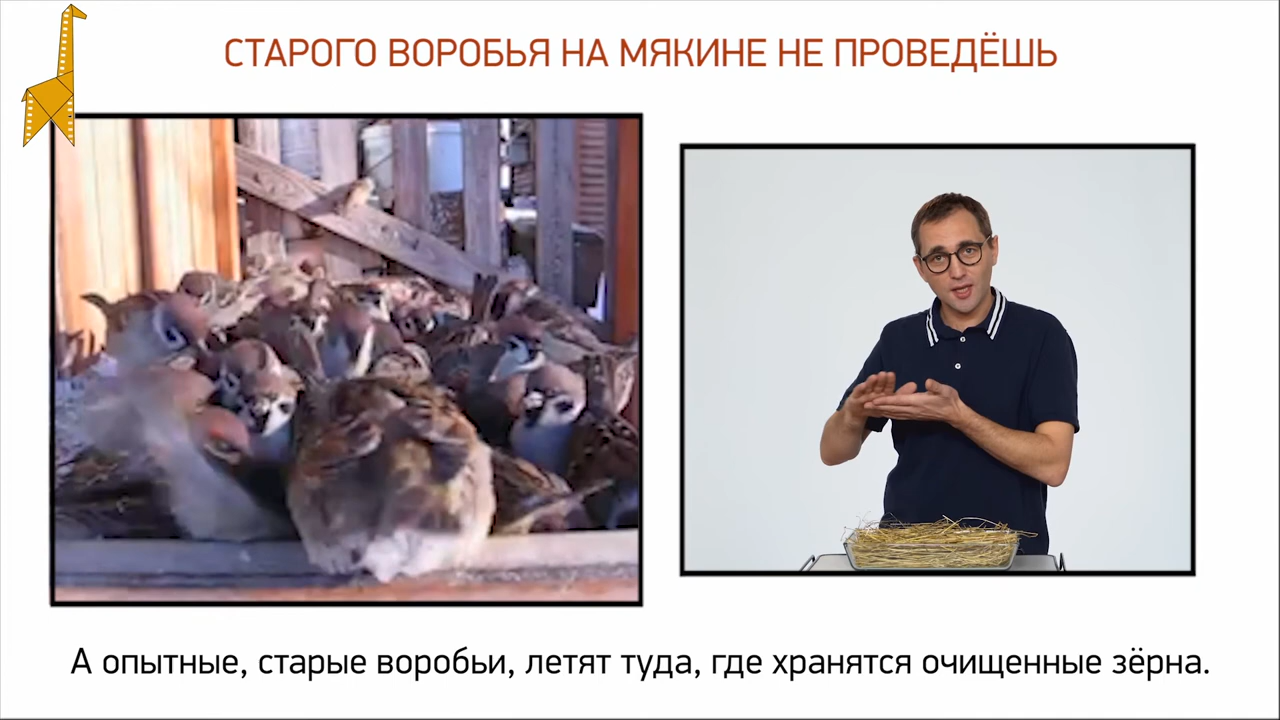 СТАРОГО ВОРОБЬЯ НА МЯКИНЕ НЕ ПРОВЕДЁШЬ
А опытные, старые воробьи, летят туда, где хранятся очищенные зёрна.